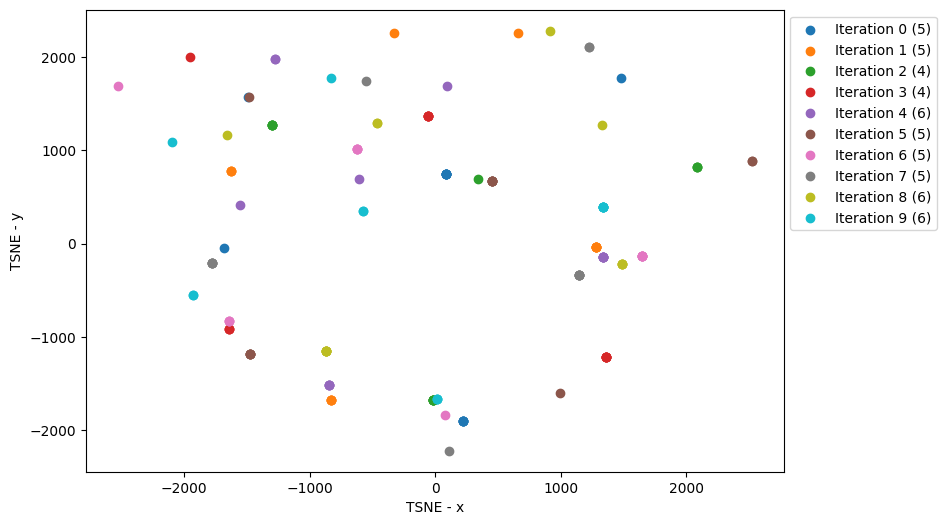 2000
1000
0
−1000
−2000
TSNE - y
−2000
−1000
0
1000
2000
TSNE - x
Iteration 0 (5)
Iteration 1 (5)
Iteration 2 (4)
Iteration 3 (4)
Iteration 4 (6)
Iteration 5 (5)
Iteration 6 (5)
Iteration 7 (5)
Iteration 8 (6)
Iteration 9 (6)